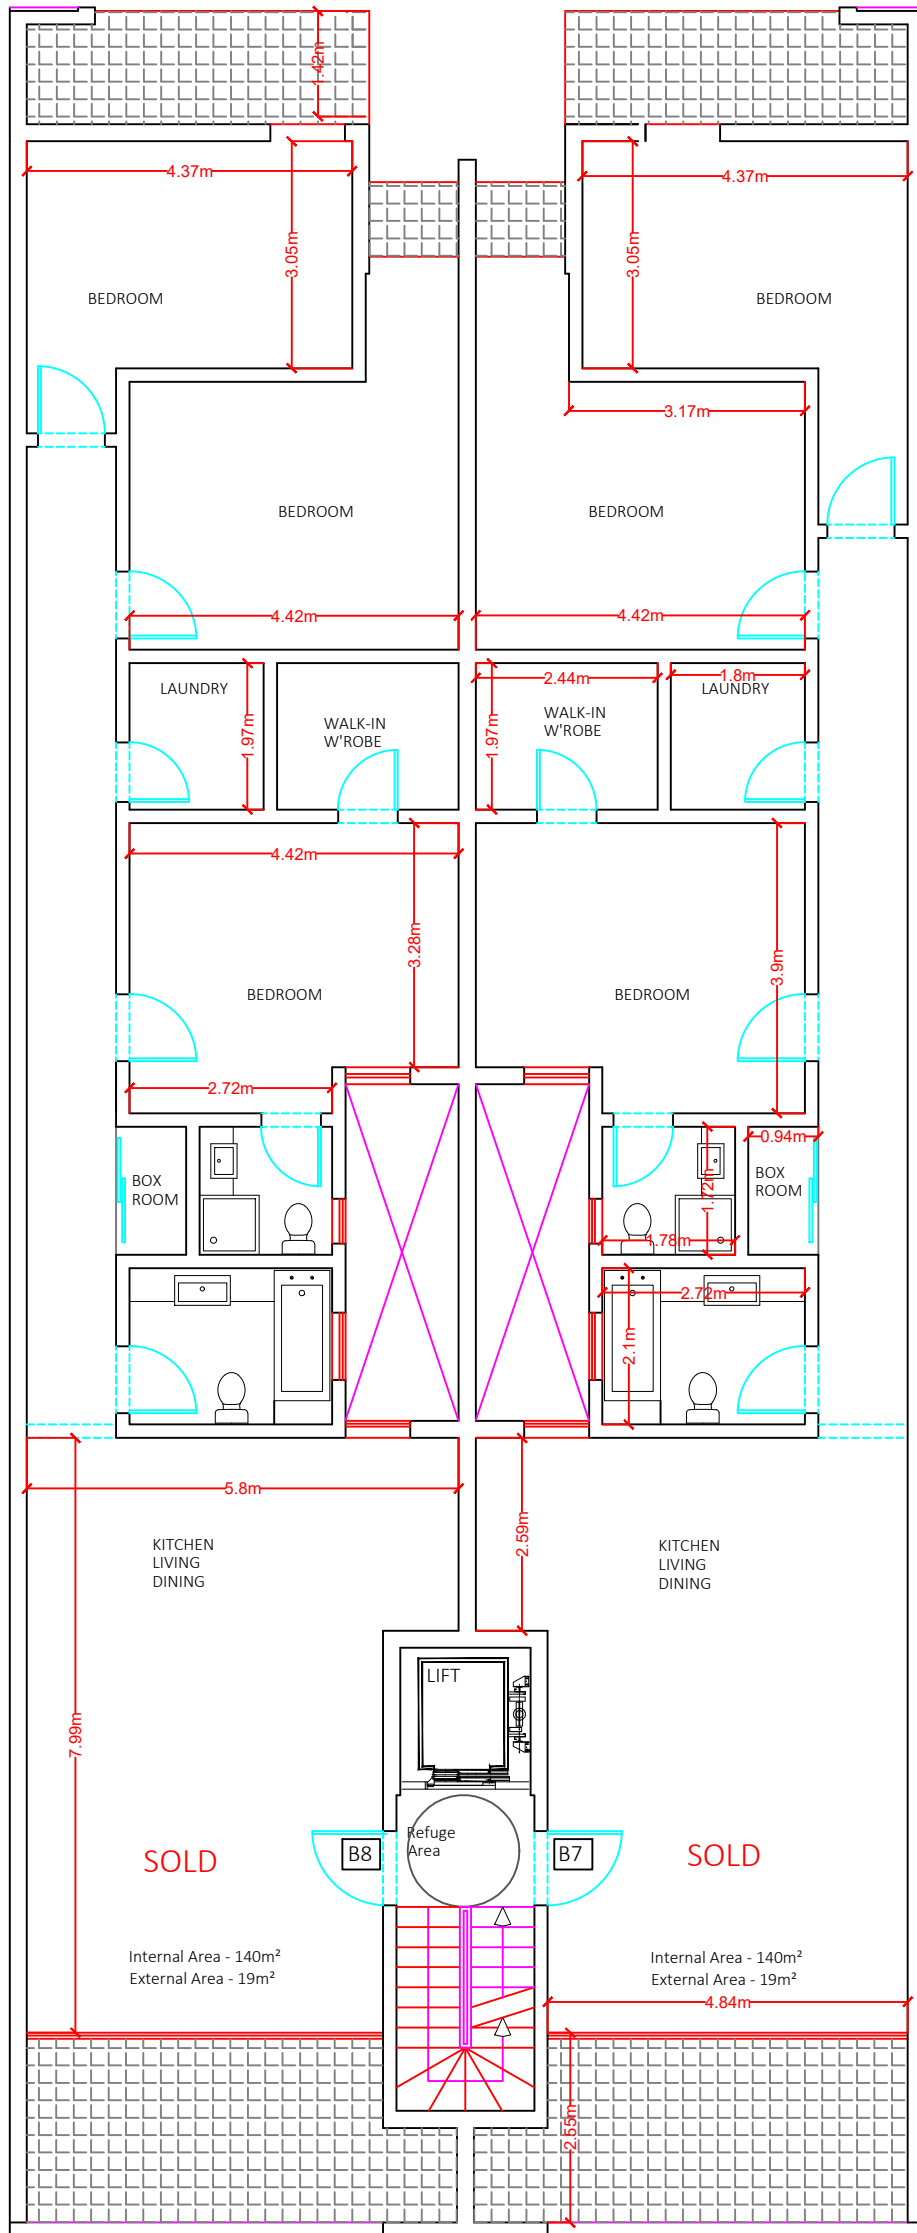 1.42m
4.37m
4.37m
3.05m
3.05m
BEDROOM
BEDROOM
3.17m
BEDROOM
BEDROOM
4.42m
4.42m
LAUNDRY
WALK-IN
W'ROBE
1.97m
1.97m
2.44m
WALK-IN
W'ROBE
1.8m
LAUNDRY
4.42m
3.28m
3.9m
BEDROOM
BEDROOM
2.72m
0.94m
BOX
ROOM
1.72m
BOX
ROOM
1.78m
2.72m
2.1m
5.8m
2.59m
KITCHEN
LIVING
DINING
KITCHEN
LIVING
DINING
LIFT
7.99m
Refuge
Area
B8
B7
SOLD
SOLD
Internal Area - 140m²
External Area - 19m²
Internal Area - 140m²
External Area - 19m²
4.84m
2.55m